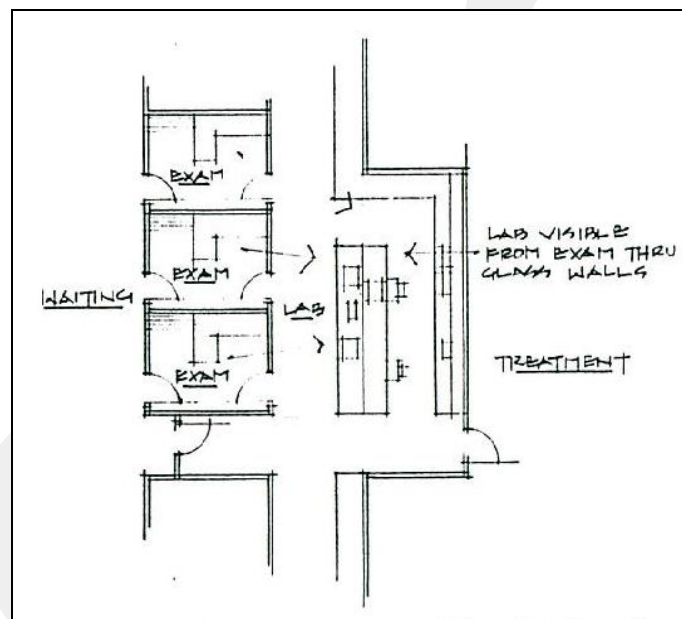 EXAM
EXAM
EXAM
WAITING
LAB
LAB VISIBLE
FROM EXAM THRU
GLASS WALLS
TREATMENT